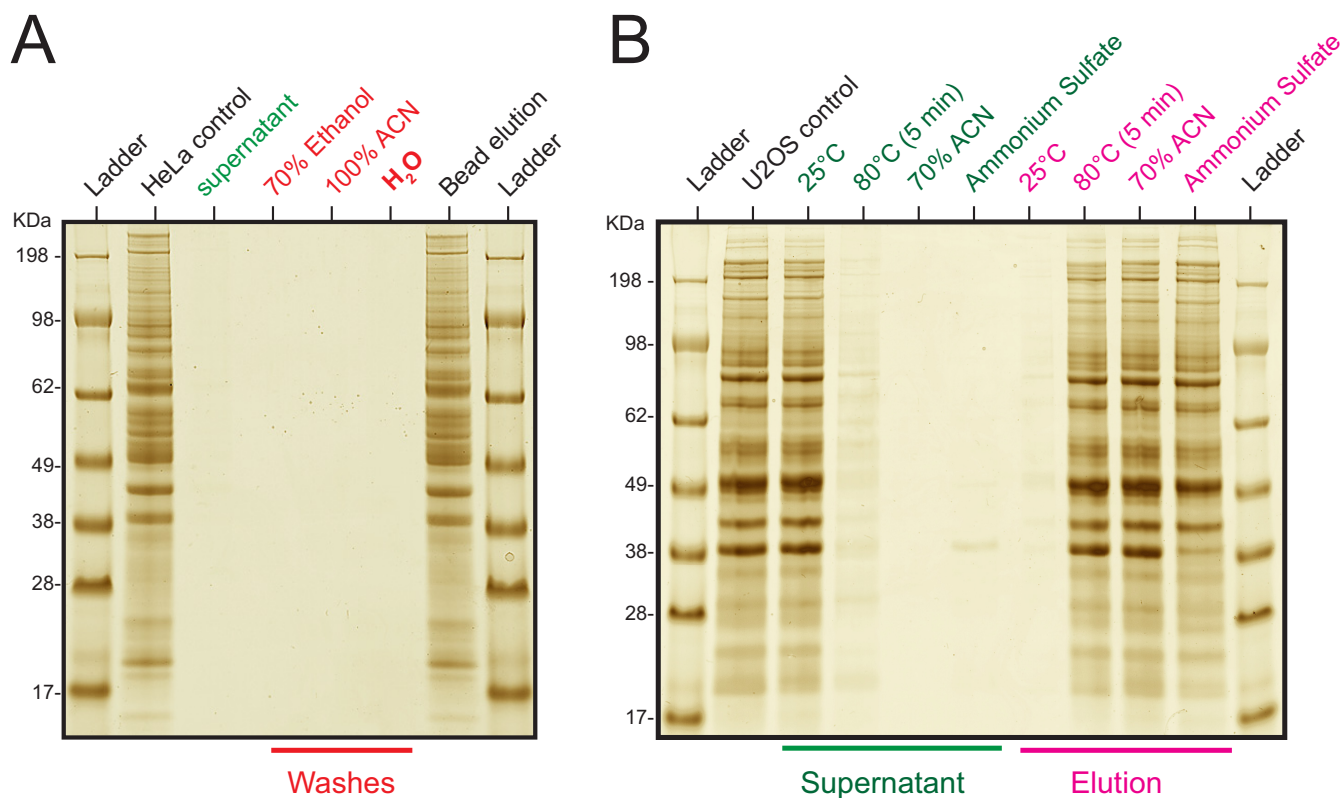 A
Ladder
HeLa control
supernatant
70% Ethanol
100% ACN
H₂O
Bead elution
Ladder
KDa
198 -
98-
62-
49-
38-
28-
17-
Washes
B
Ladder
U2OS control
25°C
80°C (5 min)
70% ACN
Ammonium Sulfate
25°C
80°C (5 min)
70% ACN
Ammonium Sulfate
Ladder
KDa
198 -
98-
62-
49-
38-
28-
17-
Supernatant
Elution